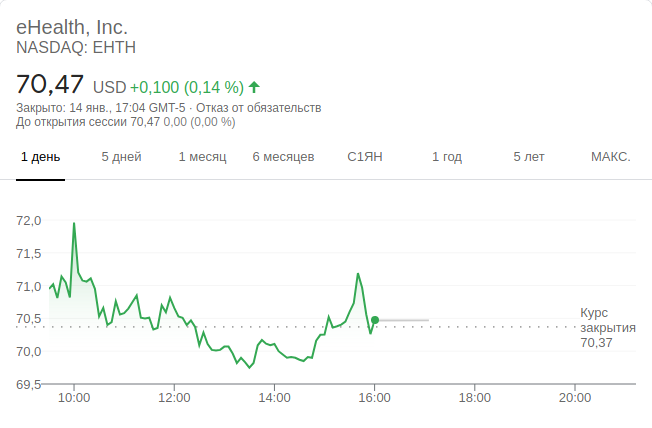 eHealth, Inc.
NASDAQ: EHTH
70,47 USD +0,100 (0,14 %)
Закрыто: 14 янв., 17:04 GMT-5 · Отказ от обязательств
До открытия сессии 70,47 0,00 (0,00 %)
1 день 5 дней 1 месяц 6 месяцев С1ЯН 1 год 5 лет МАКС.
72,0
71,5
71,0
70,5
70,0
69,5
Курс
закрытия
70,37
10:00 12:00 14:00 16:00 18:00 20:00